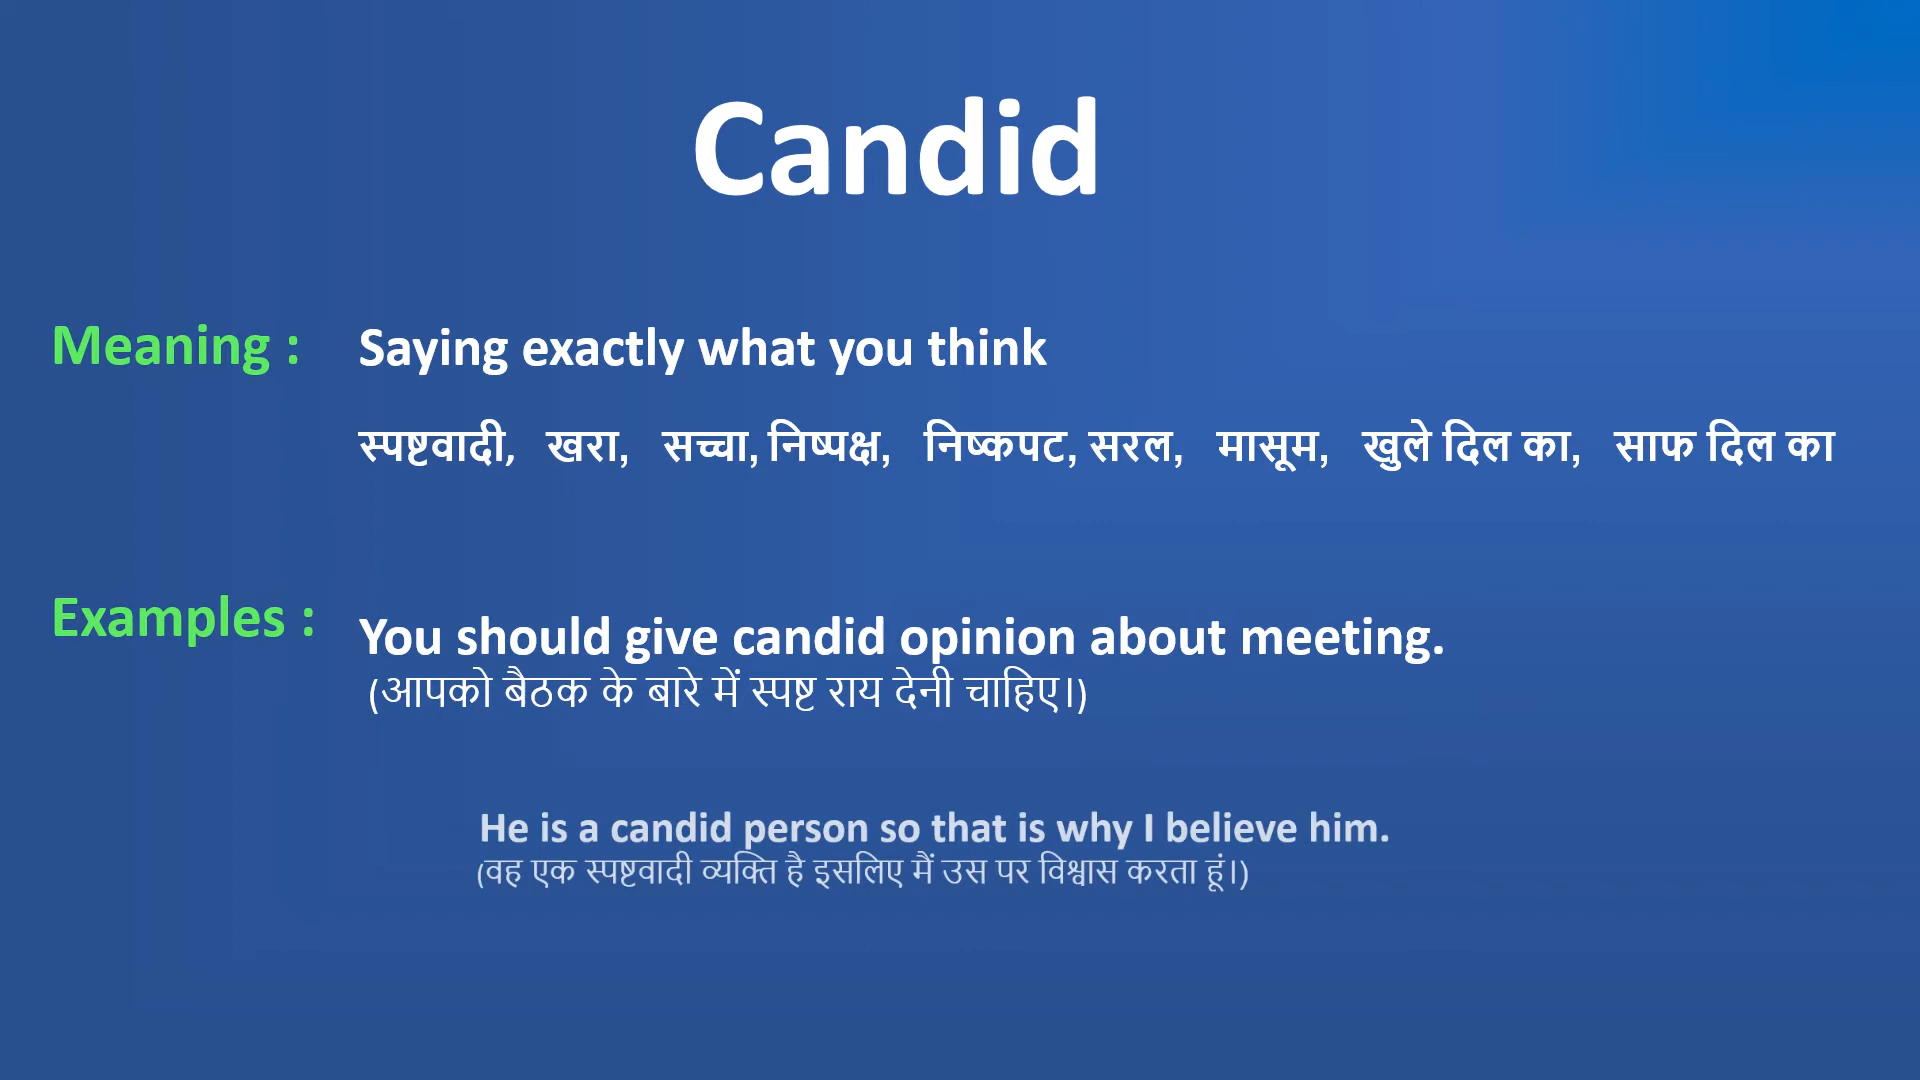 Candid
Meaning : Saying exactly what you think
स्पष्टवादी, खरा, सच्चा, निष्पक्ष, निष्कपट, सरल, मासूम, खुले दिल का, साफ दिल का
Examples : You should give candid opinion about meeting.
(आपको बैठक के बारे में स्पष्ट राय देनी चाहिए।)
He is a candid person so that is why I believe him.
(वह एक स्पष्टवादी व्यक्ति है इसलिए मैं उस पर विश्वास करता हूं।)